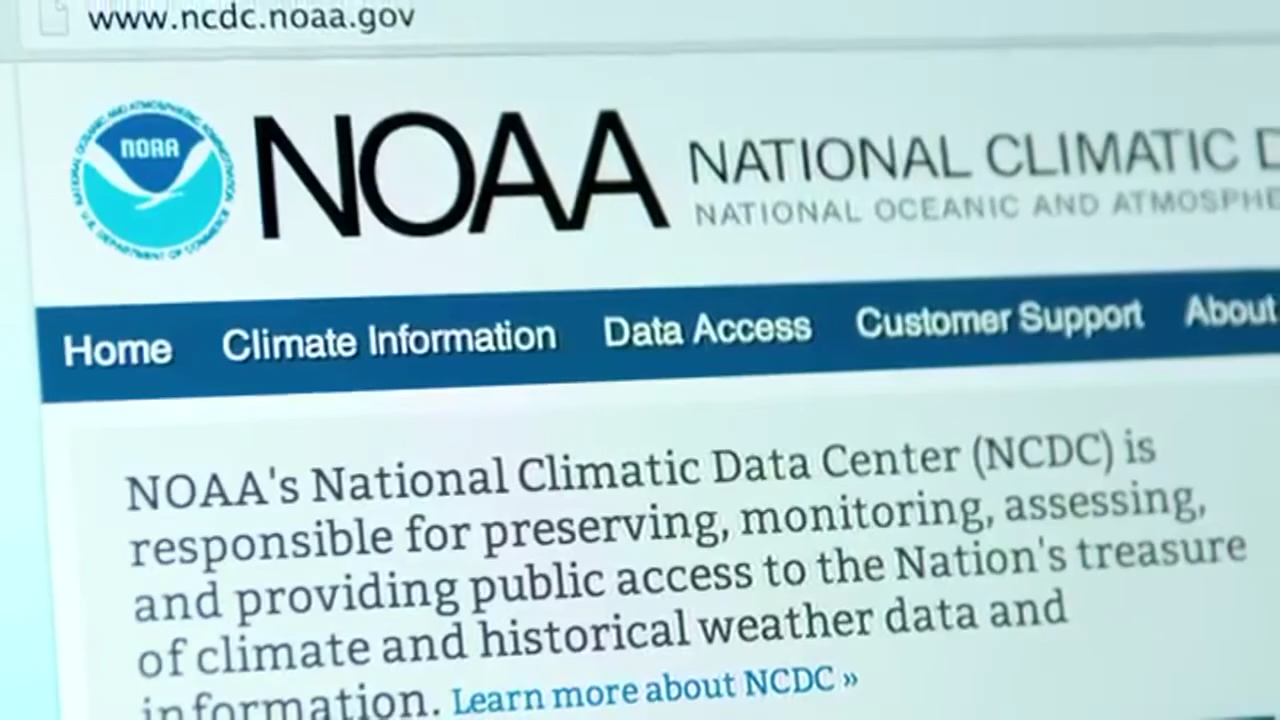 www.ncdc.noaa.gov
NOAA
NOAA
NATIONAL CLIMATIC
NATIONAL OCEANIC AND
Home Climate Information Data Access Customer Support About
NOAA's National Climatic Data Center (NCDC) is
responsible for preserving, monitoring, assessing,
and providing public access to the Nation's treasure
of climate and historical weather data and
information. Learn more about NCDC »